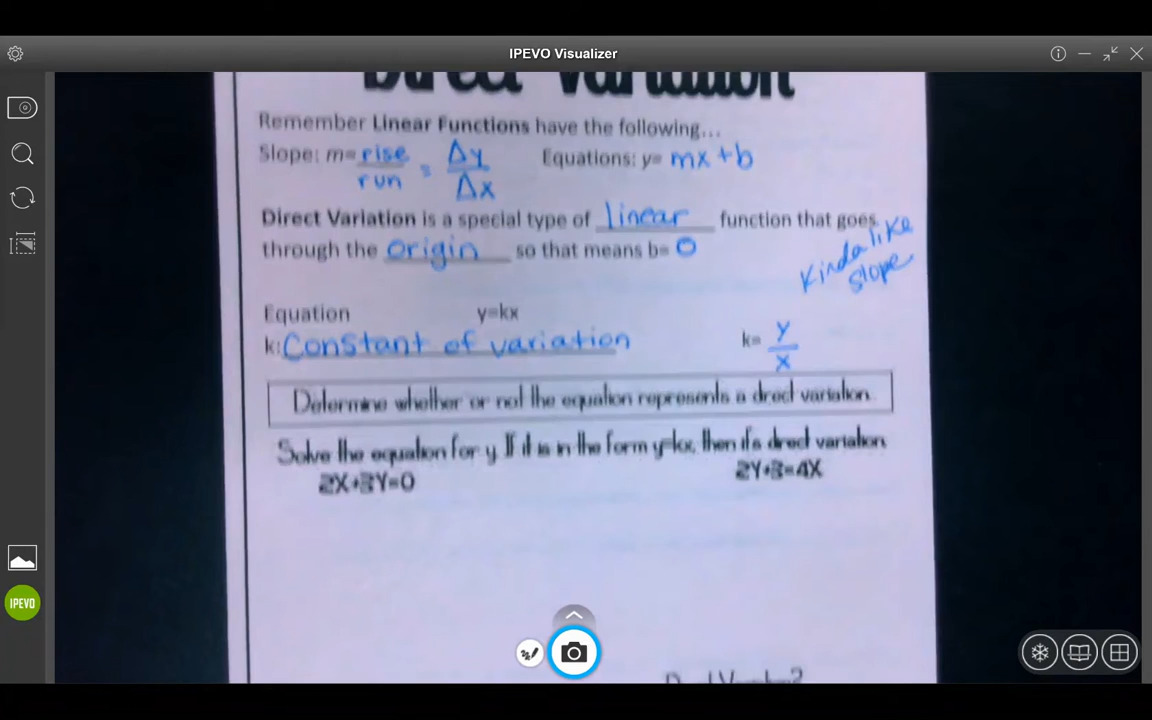 IPEVO Visualizer
Direct Variation
Remember Linear Functions have the following...
Slope: m= rise/run = Δy/Δx Equations: y= mx + b
Direct Variation is a special type of linear function that goes
through the origin so that means b= 0
Kinda like
slope
Equation y=kx
k: Constant of variation k= y/x
Determine whether or not the equation represents a direct variation.
Solve the equation for y. If it is in the form y=kx, then it's direct variation
2X+3Y=0 2Y+3=4X
IPEVO